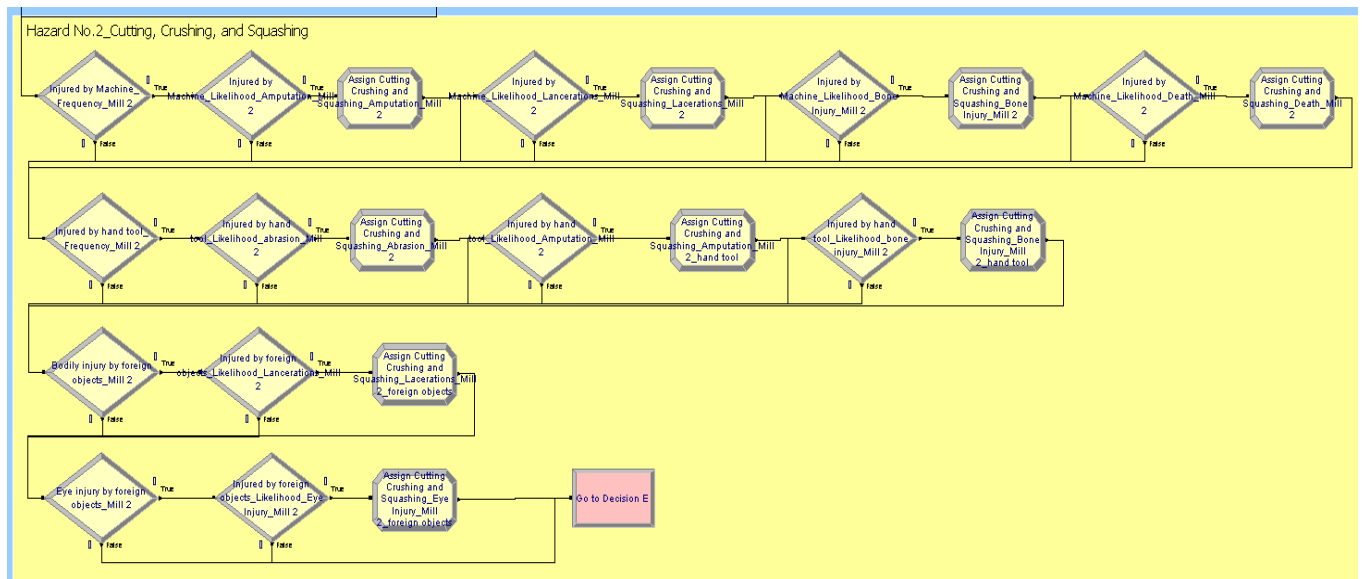 Hazard No.2_Cutting, Crushing, and Squashing
Injured by Machine_
Frequency_Mill 2
True
False
Injured by
Machine_Likelihood_Amputation_Mill
2
True
False
Assign Cutting
Crushing and
Squashing_Amputation_Mill
2
Injured by
Machine_Likelihood_Lancerations_Mill
2
True
False
Assign Cutting
Crushing and
Squashing_Lacerations_Mill
2
Injured by
Machine_Likelihood_Bone
Injury_Mill 2
True
False
Assign Cutting
Crushing and
Squashing_Bone
Injury_Mill 2
Injured by
Machine_Likelihood_Death_Mill
2
True
False
Assign Cutting
Crushing and
Squashing_Death_Mill
2
Injured by hand tool_
Frequency_Mill 2
True
False
Injured by hand
tool_Likelihood_abrasion_Mill
2
True
False
Assign Cutting
Crushing and
Squashing_Abrasion_Mill
2
Injured by hand
tool_Likelihood_Amputation_Mill
2
True
False
Assign Cutting
Crushing and
Squashing_Amputation_Mill
2_hand tool
Injured by hand
tool_Likelihood_bone
injury_Mill 2
True
False
Assign Cutting
Crushing and
Squashing_Bone
Injury_Mill
2_hand tool
Bodily injury by foreign
objects_Mill 2
True
False
Injured by foreign
objects_Likelihood_Lancerations_Mill
2
True
False
Assign Cutting
Crushing and
Squashing_Lacerations_Mill
2_foreign objects
Eye injury by foreign
objects_Mill 2
True
False
Injured by foreign
objects_Likelihood_Eye
Injury_Mill 2
True
False
Assign Cutting
Crushing and
Squashing_Eye
Injury_Mill
2_foreign objects
Go to Decision E